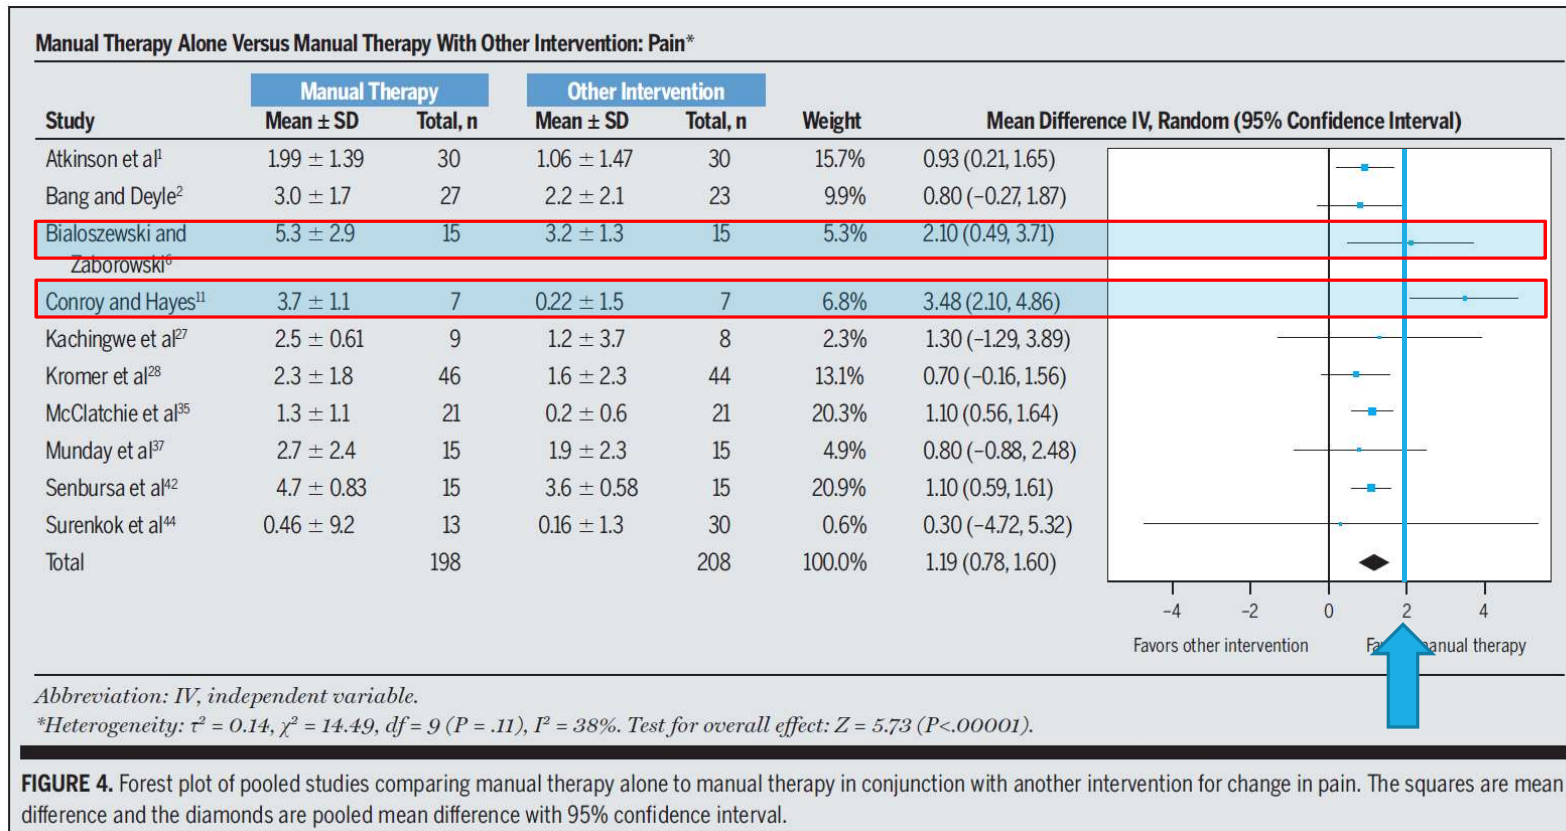 Manual Therapy Alone Versus Manual Therapy With Other Intervention: Pain*
Manual Therapy Other Intervention
Study Mean ± SD Total, n Mean ± SD Total, n Weight Mean Difference IV, Random (95% Confidence Interval)
Atkinson et al¹ 1.99 ± 1.39 30 1.06 ± 1.47 30 15.7% 0.93 (0.21, 1.65)
Bang and Deyle² 3.0 ± 1.7 27 2.2 ± 2.1 23 9.9% 0.80 (−0.27, 1.87)
Bialoszewski and 5.3 ± 2.9 15 3.2 ± 1.3 15 5.3% 2.10 (0.49, 3.71)
Zaborowski⁶
Conroy and Hayes¹¹ 3.7 ± 1.1 7 0.22 ± 1.5 7 6.8% 3.48 (2.10, 4.86)
Kachingwe et al²⁷ 2.5 ± 0.61 9 1.2 ± 3.7 8 2.3% 1.30 (−1.29, 3.89)
Kromer et al²⁸ 2.3 ± 1.8 46 1.6 ± 2.3 44 13.1% 0.70 (−0.16, 1.56)
McClatchie et al³⁵ 1.3 ± 1.1 21 0.2 ± 0.6 21 20.3% 1.10 (0.56, 1.64)
Munday et al³⁷ 2.7 ± 2.4 15 1.9 ± 2.3 15 4.9% 0.80 (−0.88, 2.48)
Senbursa et al⁴² 4.7 ± 0.83 15 3.6 ± 0.58 15 20.9% 1.10 (0.59, 1.61)
Surenkok et al⁴⁴ 0.46 ± 9.2 13 0.16 ± 1.3 30 0.6% 0.30 (−4.72, 5.32)
Total 198 208 100.0% 1.19 (0.78, 1.60)
−4 −2 0 2 4
Favors other intervention manual therapy
Abbreviation: IV, independent variable.
*Heterogeneity: τ² = 0.14, χ² = 14.49, df = 9 (P = .11), I² = 38%. Test for overall effect: Z = 5.73 (P<.00001).
FIGURE 4. Forest plot of pooled studies comparing manual therapy alone to manual therapy in conjunction with another intervention for change in pain. The squares are mean
difference and the diamonds are pooled mean difference with 95% confidence interval.